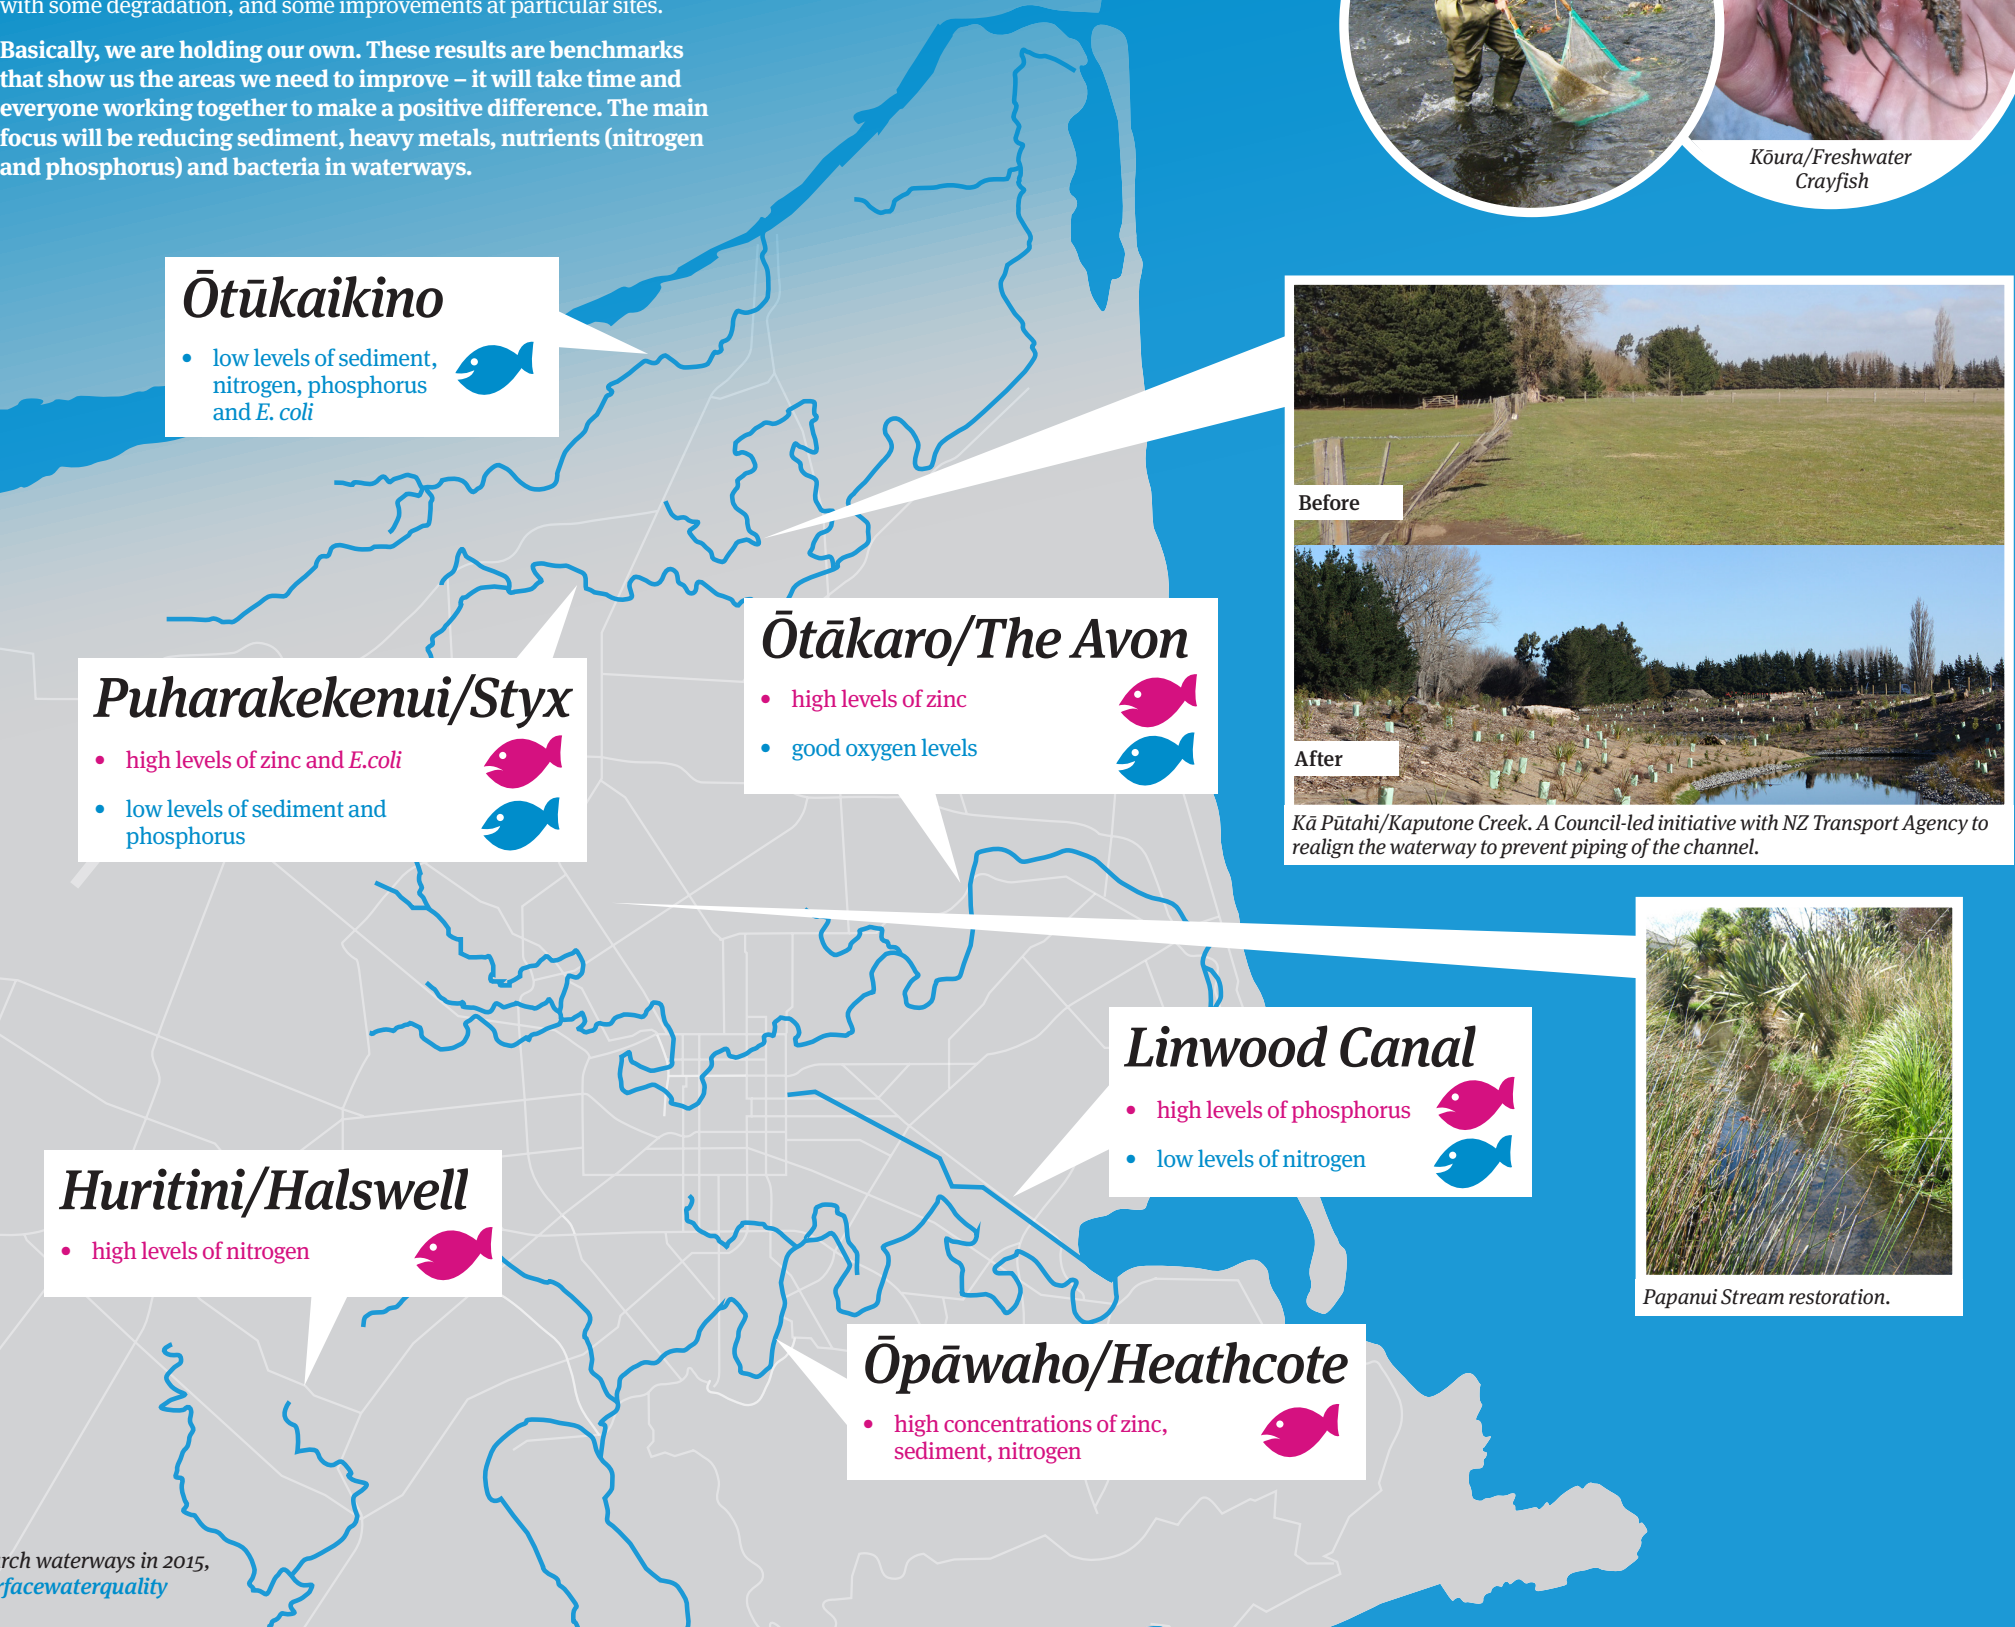 with some degradation, and some improvements at particular sites.
Basically, we are holding our own. These results are benchmarks
that show us the areas we need to improve – it will take time and
everyone working together to make a positive difference. The main
focus will be reducing sediment, heavy metals, nutrients (nitrogen
and phosphorus) and bacteria in waterways.
Kōura/Freshwater
Crayfish
Ōtūkaikino
• low levels of sediment,
nitrogen, phosphorus
and E. coli
Before
After
Kā Pūtahi/Kaputone Creek. A Council-led initiative with NZ Transport Agency to
realign the waterway to prevent piping of the channel.
Puharakekenui/Styx
• high levels of zinc and E.coli
• low levels of sediment and
phosphorus
Ōtākaro/The Avon
• high levels of zinc
• good oxygen levels
Linwood Canal
• high levels of phosphorus
• low levels of nitrogen
Papanui Stream restoration.
Huritini/Halswell
• high levels of nitrogen
Ōpāwaho/Heathcote
• high concentrations of zinc,
sediment, nitrogen
rch waterways in 2015,
rfacewaterquality